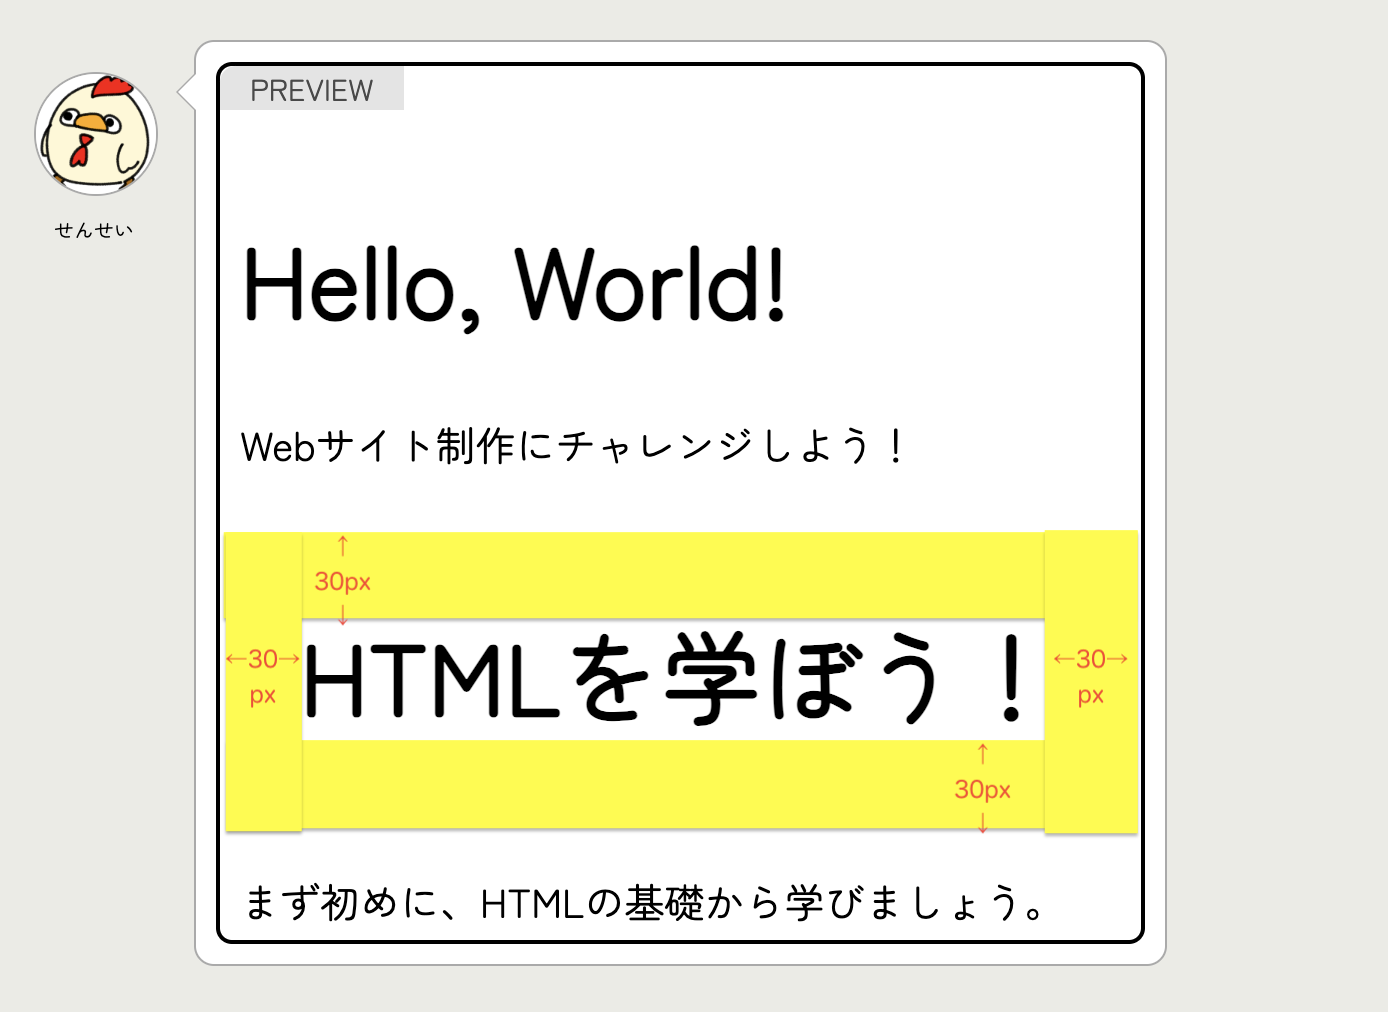 PREVIEW
せんせい
Hello, World!
Webサイト制作にチャレンジしよう！
↑
30px
↓
HTMLを学ぼう！
←30→
px
←30→
px
↑
30px
↓
まず初めに、HTMLの基礎から学びましょう。